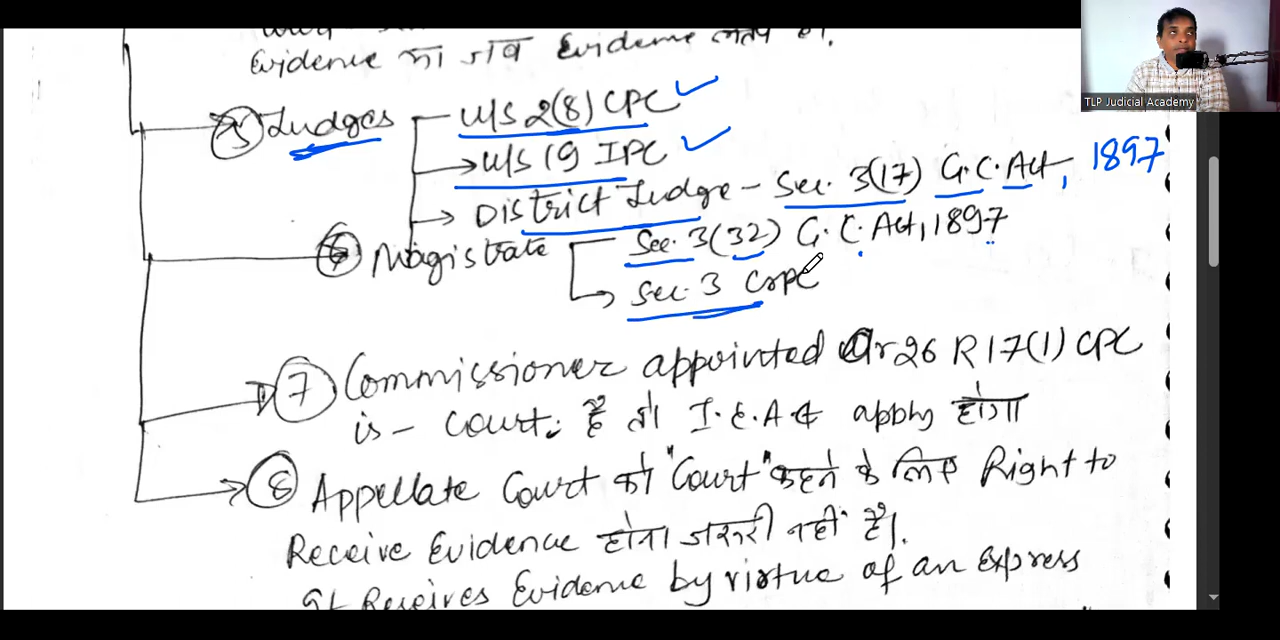 Evidence का जब Evidence
⑤ Judges U/S 2(8) CPC
U/S 19 IPC
District Judge - Sec. 3(17) G.C. Act, 1897
⑥ Magistrate Sec. 3(32) G.C. Act, 1897
Sec. 3 CrPC
⑦ Commissioner appointed Or 26 R 17(1) CPC
is - Court. है तो I.E.Act apply होगा
⑧ Appellate Court को "Court" कहने के लिए Right to
Receive Evidence होना जरूरी नहीं है।
It Receives Evidence by virtue of an Express
TLP Judicial Academy